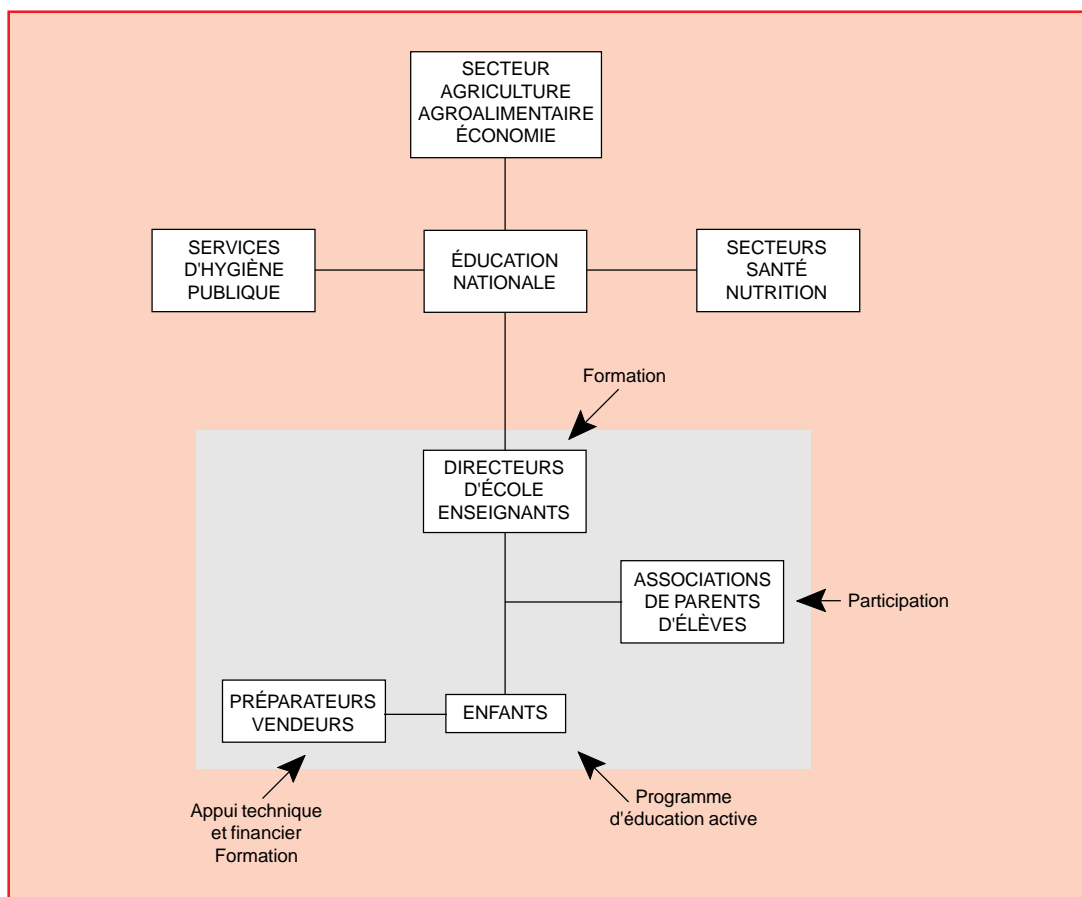 SECTEUR
AGRICULTURE
AGROALIMENTAIRE
ÉCONOMIE
SERVICES
D'HYGIÈNE
PUBLIQUE
ÉDUCATION
NATIONALE
SECTEURS
SANTÉ
NUTRITION
Formation
DIRECTEURS
D'ÉCOLE
ENSEIGNANTS
ASSOCIATIONS
DE PARENTS
D'ÉLÈVES
Participation
PRÉPARATEURS
VENDEURS
ENFANTS
Appui technique
et financier
Formation
Programme
d'éducation active